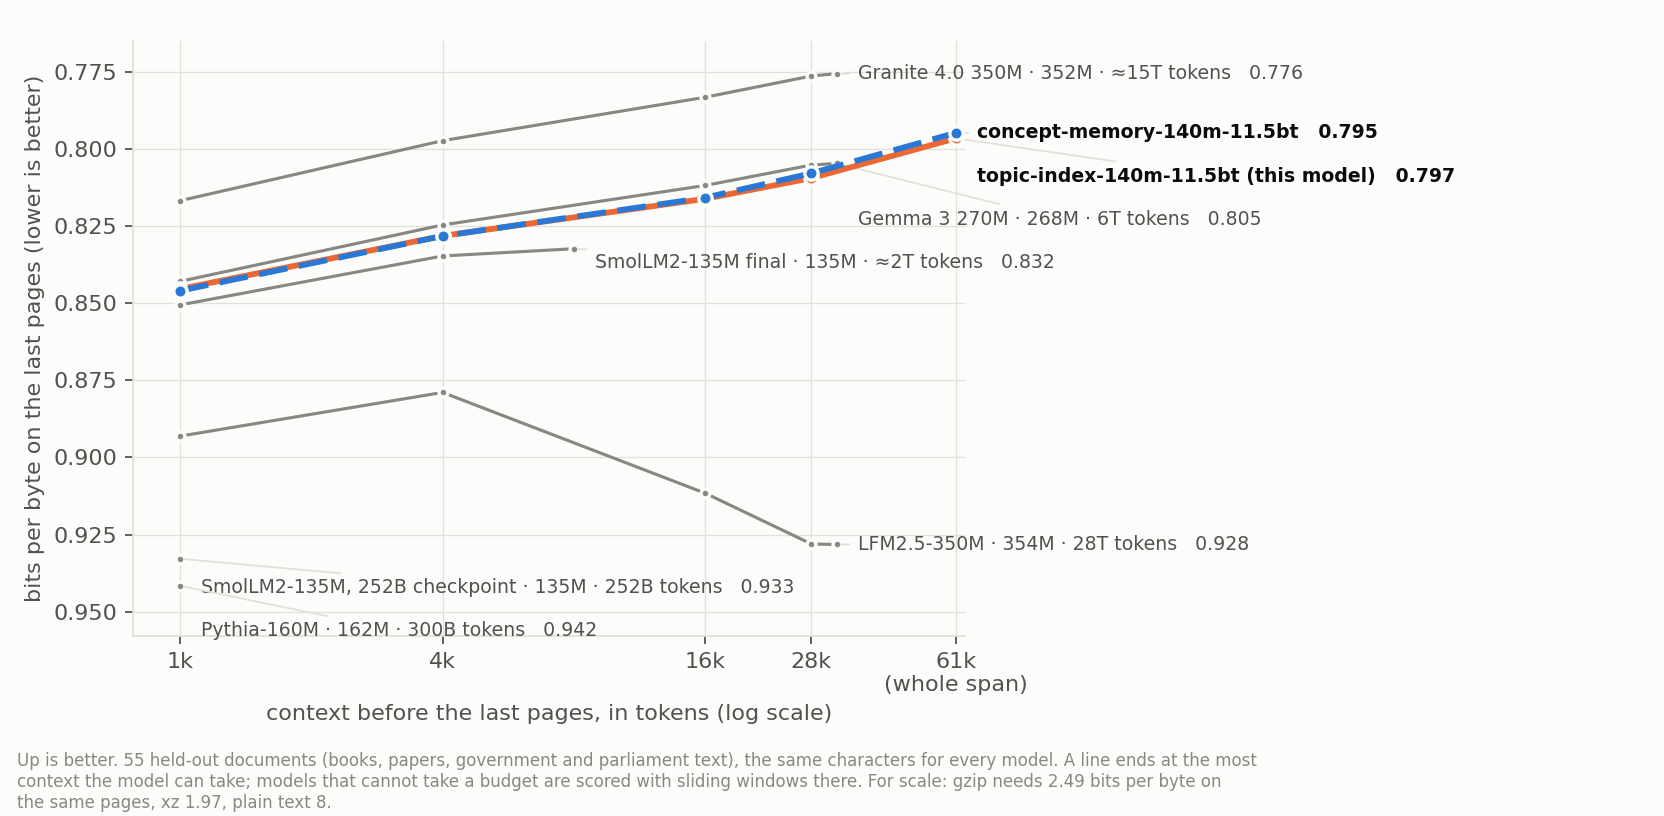 bits per byte on the last pages (lower is better)
0.775
0.800
0.825
0.850
0.875
0.900
0.925
0.950
Granite 4.0 350M · 352M · ≈15T tokens 0.776
concept-memory-140m-11.5bt 0.795
topic-index-140m-11.5bt (this model) 0.797
Gemma 3 270M · 268M · 6T tokens 0.805
SmolLM2-135M final · 135M · ≈2T tokens 0.832
LFM2.5-350M · 354M · 28T tokens 0.928
SmolLM2-135M, 252B checkpoint · 135M · 252B tokens 0.933
Pythia-160M · 162M · 300B tokens 0.942
1k 4k 16k 28k 61k
(whole span)
context before the last pages, in tokens (log scale)
Up is better. 55 held-out documents (books, papers, government and parliament text), the same characters for every model. A line ends at the most
context the model can take; models that cannot take a budget are scored with sliding windows there. For scale: gzip needs 2.49 bits per byte on
the same pages, xz 1.97, plain text 8.